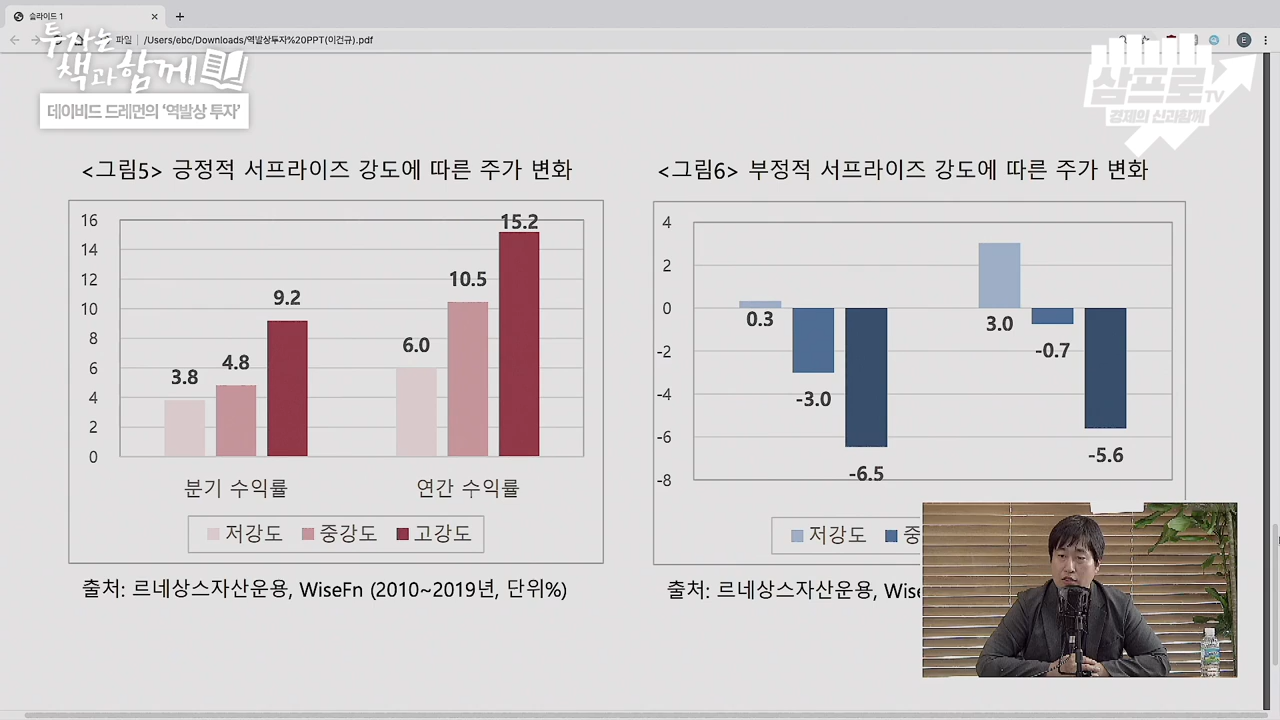 슬라이드 1
파일
/Users/ebc/Downloads/역발상투자%20PPT(이건규).pdf
E
투자는
책과 함께
데이비드 드레먼의 '역발상 투자'
삼프로TV
경제의 신과함께
<그림5> 긍정적 서프라이즈 강도에 따른 주가 변화
16
14
12
10
8
6
4
2
0
3.8
4.8
9.2
6.0
10.5
15.2
분기 수익률
연간 수익률
저강도
중강도
고강도
출처: 르네상스자산운용, WiseFn (2010~2019년, 단위%)
<그림6> 부정적 서프라이즈 강도에 따른 주가 변화
4
2
0
-2
-4
-6
-8
0.3
-3.0
-6.5
3.0
-0.7
-5.6
저강도
중
출처: 르네상스자산운용, Wise